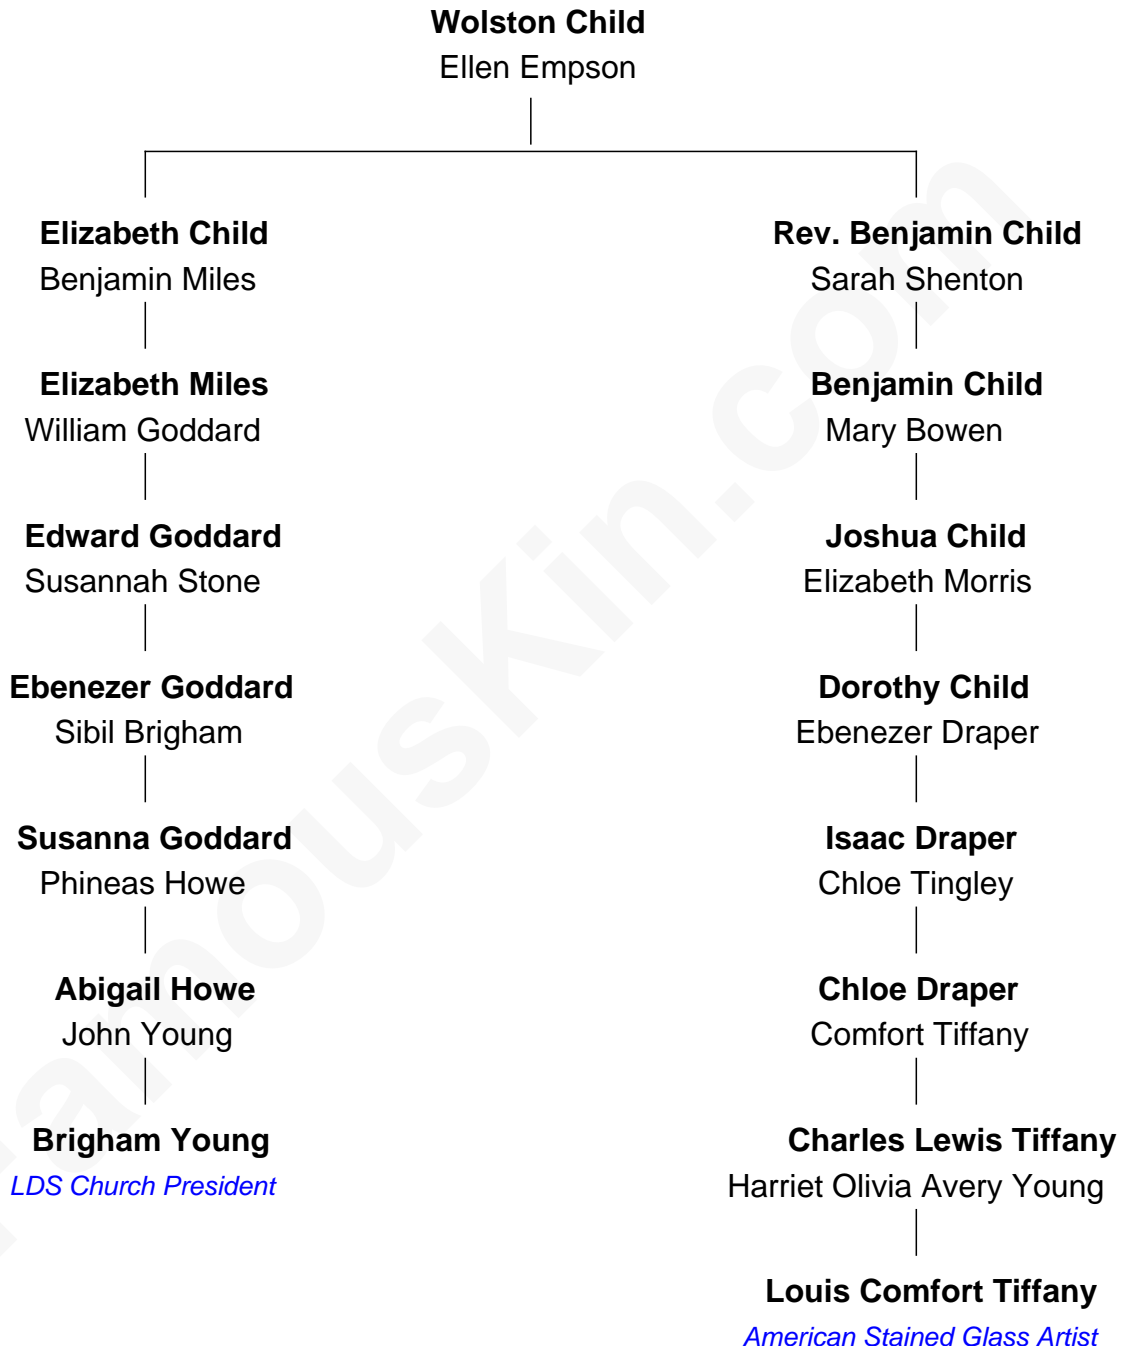 Wolston Child
Ellen Empson
Elizabeth Child
Benjamin Miles
Rev. Benjamin Child
Sarah Shenton
Elizabeth Miles
William Goddard
Benjamin Child
Mary Bowen
Edward Goddard
Susannah Stone
Joshua Child
Elizabeth Morris
Ebenezer Goddard
Sibil Brigham
Dorothy Child
Ebenezer Draper
Susanna Goddard
Phineas Howe
Isaac Draper
Chloe Tingley
Abigail Howe
John Young
Chloe Draper
Comfort Tiffany
Brigham Young
LDS Church President
Charles Lewis Tiffany
Harriet Olivia Avery Young
Louis Comfort Tiffany
American Stained Glass Artist
FamousKin.com